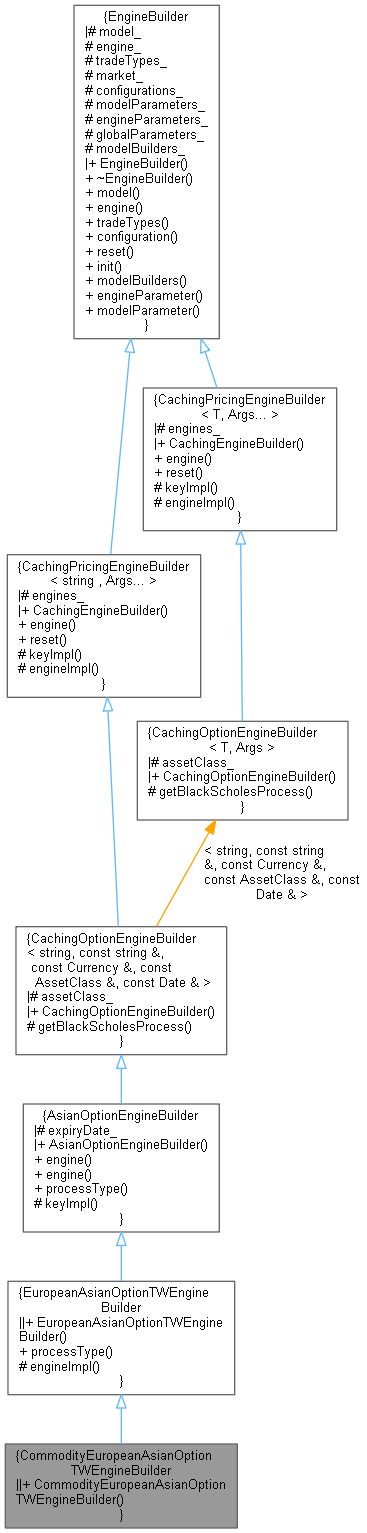 {EngineBuilder
|# model_
# engine_
# tradeTypes_
# market_
# configurations_
# modelParameters_
# engineParameters_
# globalParameters_
# modelBuilders_
|+ EngineBuilder()
+ ~EngineBuilder()
+ model()
+ engine()
+ tradeTypes()
+ configuration()
+ reset()
+ init()
+ modelBuilders()
+ engineParameter()
+ modelParameter()
}
{CachingPricingEngineBuilder
< T, Args... >
|# engines_
|+ CachingEngineBuilder()
+ engine()
+ reset()
# keyImpl()
# engineImpl()
}
{CachingPricingEngineBuilder
< string , Args... >
|# engines_
|+ CachingEngineBuilder()
+ engine()
+ reset()
# keyImpl()
# engineImpl()
}
{CachingOptionEngineBuilder
< T, Args >
|# assetClass_
|+ CachingOptionEngineBuilder()
# getBlackScholesProcess()
}
< string, const string
&, const Currency &,
const AssetClass &, const
Date & >
{CachingOptionEngineBuilder
< string, const string &,
const Currency &, const
AssetClass &, const Date & >
|# assetClass_
|+ CachingOptionEngineBuilder()
# getBlackScholesProcess()
}
{AsianOptionEngineBuilder
|# expiryDate_
|+ AsianOptionEngineBuilder()
+ engine()
+ engine()
+ processType()
# keyImpl()
}
{EuropeanAsianOptionTWEngine
Builder
||+ EuropeanAsianOptionTWEngine
Builder()
+ processType()
# engineImpl()
}
{CommodityEuropeanAsianOption
TWEngineBuilder
||+ CommodityEuropeanAsianOption
TWEngineBuilder()
}